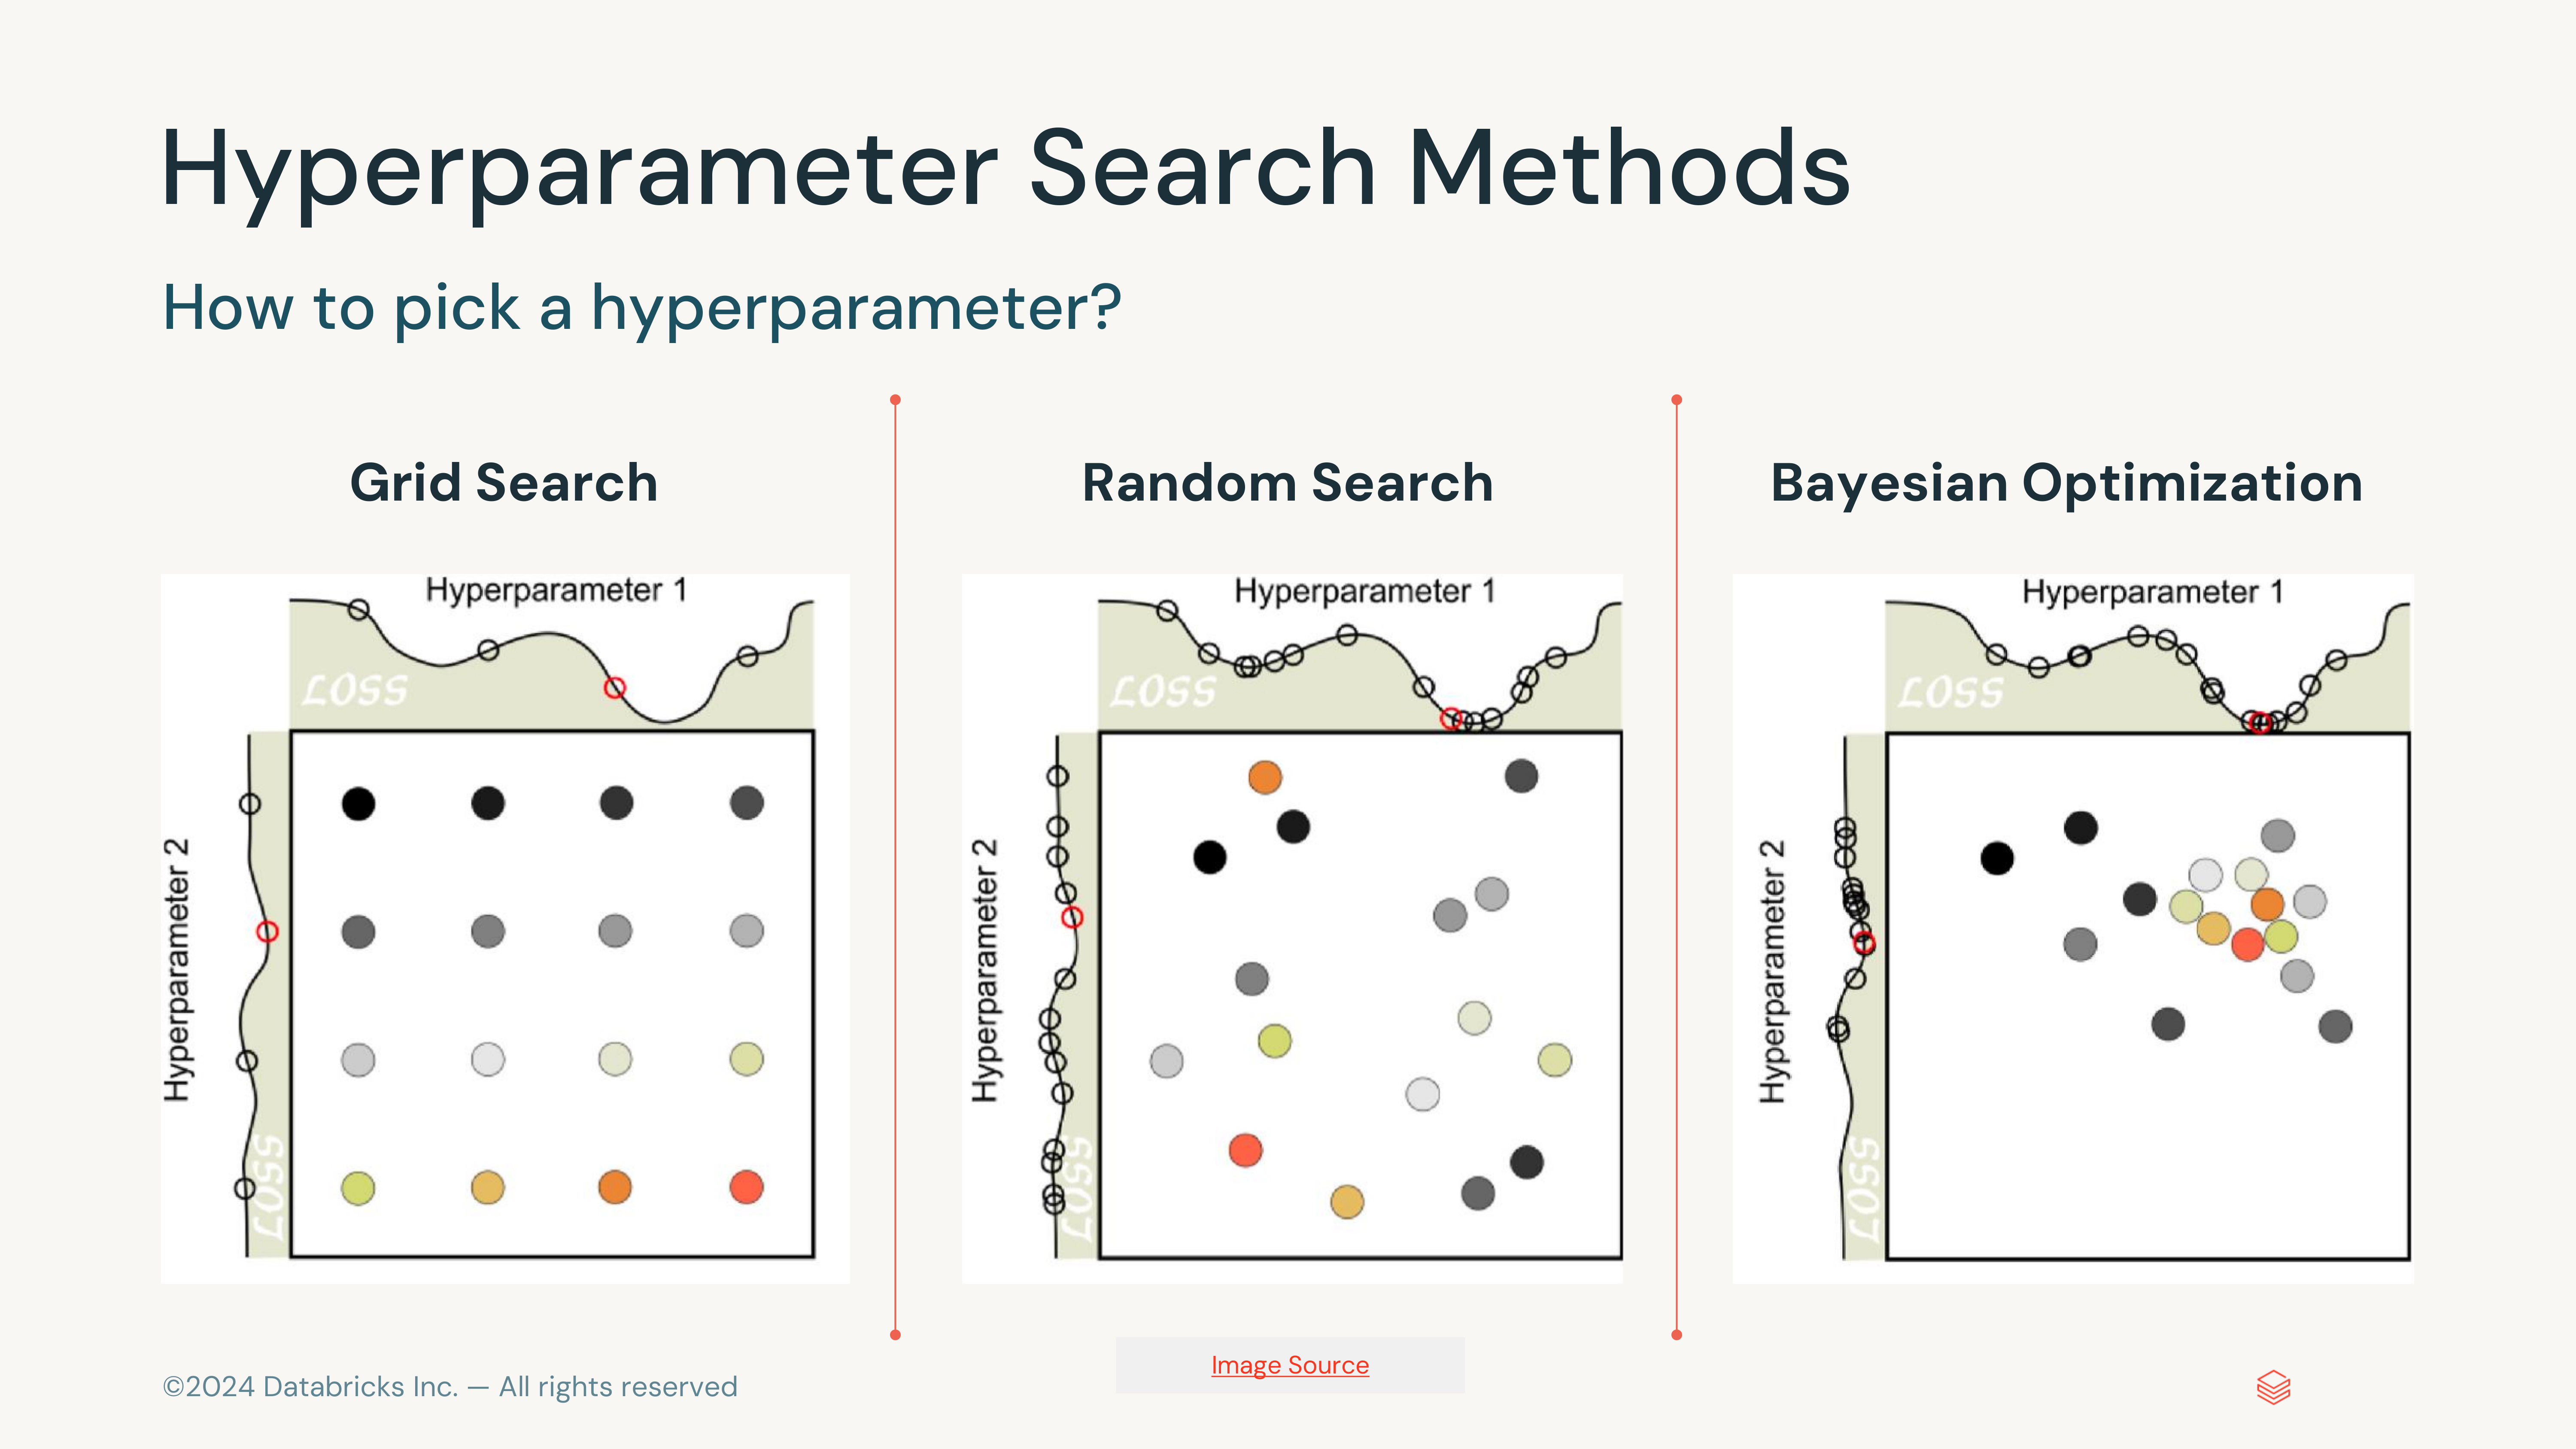 Hyperparameter Search Methods
How to pick a hyperparameter?
Grid Search
Hyperparameter 1
LOSS
Hyperparameter 2
LOSS
Random Search
Hyperparameter 1
LOSS
Hyperparameter 2
LOSS
Bayesian Optimization
Hyperparameter 1
LOSS
Hyperparameter 2
LOSS
Image Source
©2024 Databricks Inc. — All rights reserved